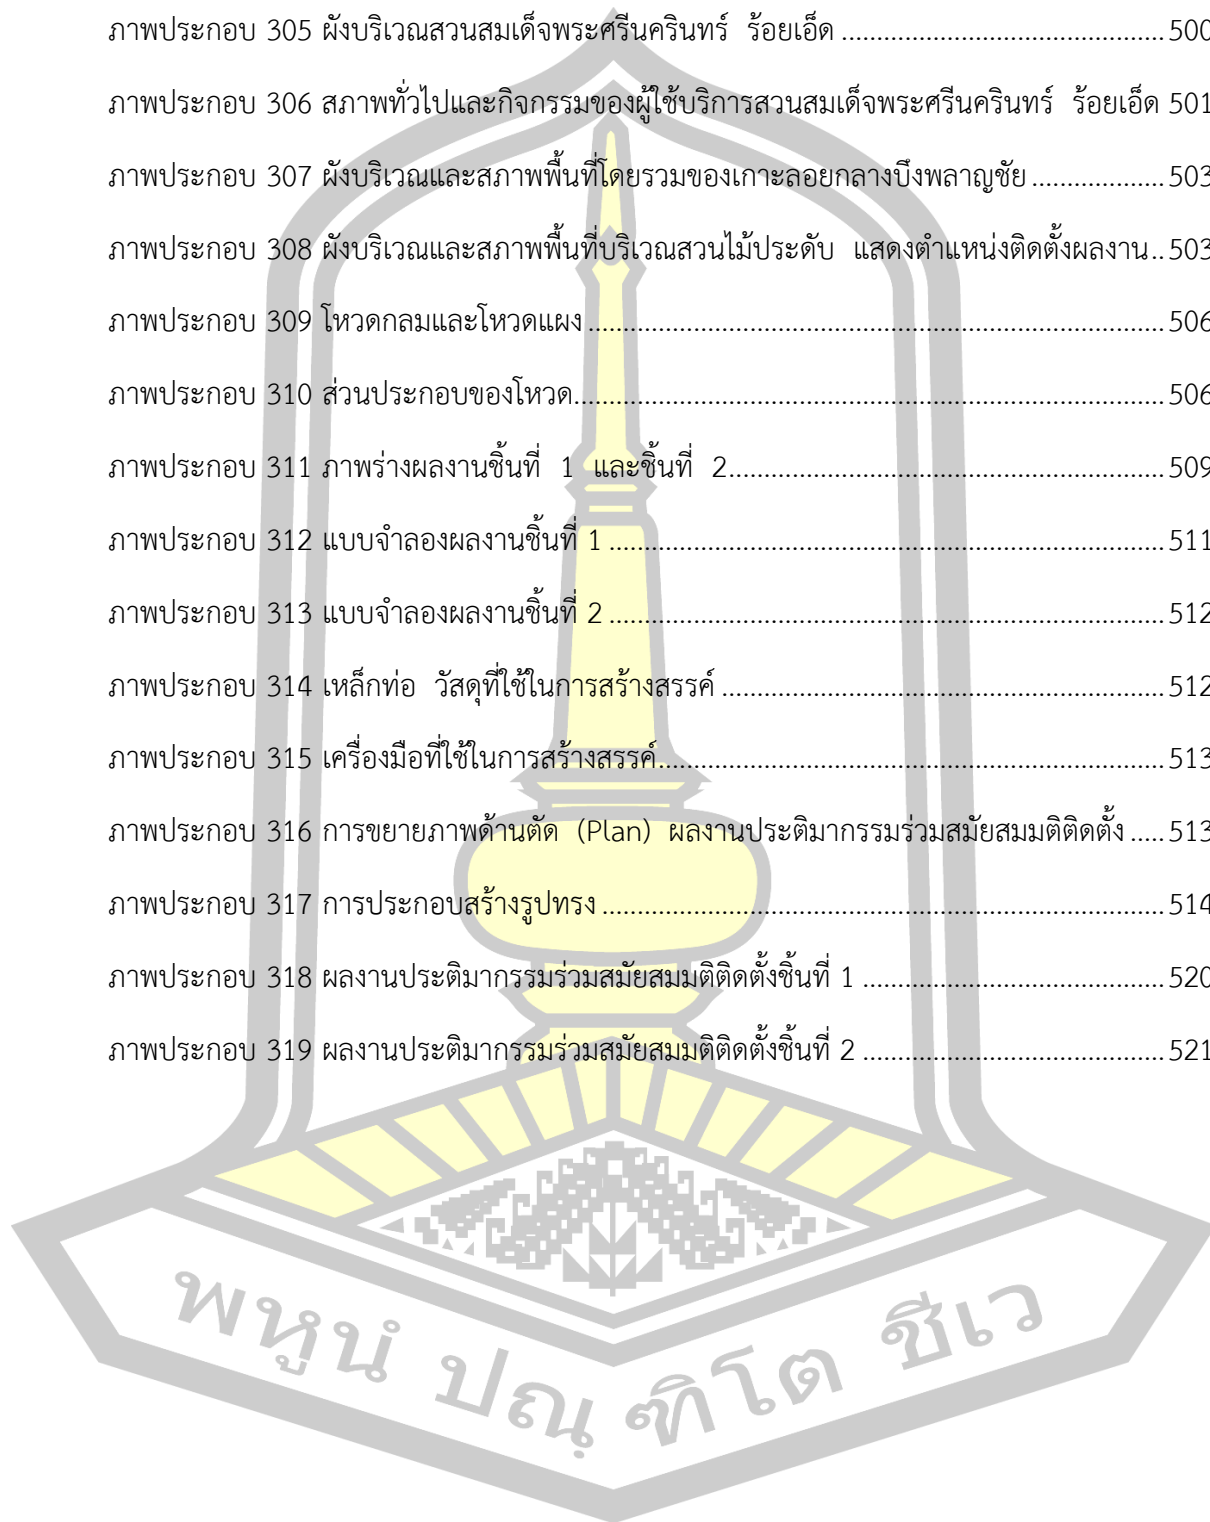 ภาพประกอบ 305 ผังบริเวณสวนสมเด็จพระศรีนครินทร์ ร้อยเอ็ด ........................................... 500
ภาพประกอบ 306 สภาพทั่วไปและกิจกรรมของผู้ใช้บริการสวนสมเด็จพระศรีนครินทร์ ร้อยเอ็ด 501
ภาพประกอบ 307 ผังบริเวณและสภาพพื้นที่โดยรวมของเกาะลอยกลางบึงพลาญชัย .................. 503
ภาพประกอบ 308 ผังบริเวณและสภาพพื้นที่บริเวณสวนไม้ประดับ แสดงตำแหน่งติดตั้งผลงาน.. 503
ภาพประกอบ 309 โหวดกลมและโหวดแผง ............................................................................. 506
ภาพประกอบ 310 ส่วนประกอบของโหวด............................................................................... 506
ภาพประกอบ 311 ภาพร่างผลงานชิ้นที่ 1 และชิ้นที่ 2.......................................................... 509
ภาพประกอบ 312 แบบจำลองผลงานชิ้นที่ 1 .......................................................................... 511
ภาพประกอบ 313 แบบจำลองผลงานชิ้นที่ 2 .......................................................................... 512
ภาพประกอบ 314 เหล็กท่อ วัสดุที่ใช้ในการสร้างสรรค์ ........................................................... 512
ภาพประกอบ 315 เครื่องมือที่ใช้ในการสร้างสรรค์................................................................... 513
ภาพประกอบ 316 การขยายภาพด้านตัด (Plan) ผลงานประติมากรรมร่วมสมัยสมมติติดตั้ง ..... 513
ภาพประกอบ 317 การประกอบสร้างรูปทรง ........................................................................... 514
ภาพประกอบ 318 ผลงานประติมากรรมร่วมสมัยสมมติติดตั้งชิ้นที่ 1 ........................................ 520
ภาพประกอบ 319 ผลงานประติมากรรมร่วมสมัยสมมติติดตั้งชิ้นที่ 2 ........................................ 521
พหูนํ ปณฺฑิโต ชีเว